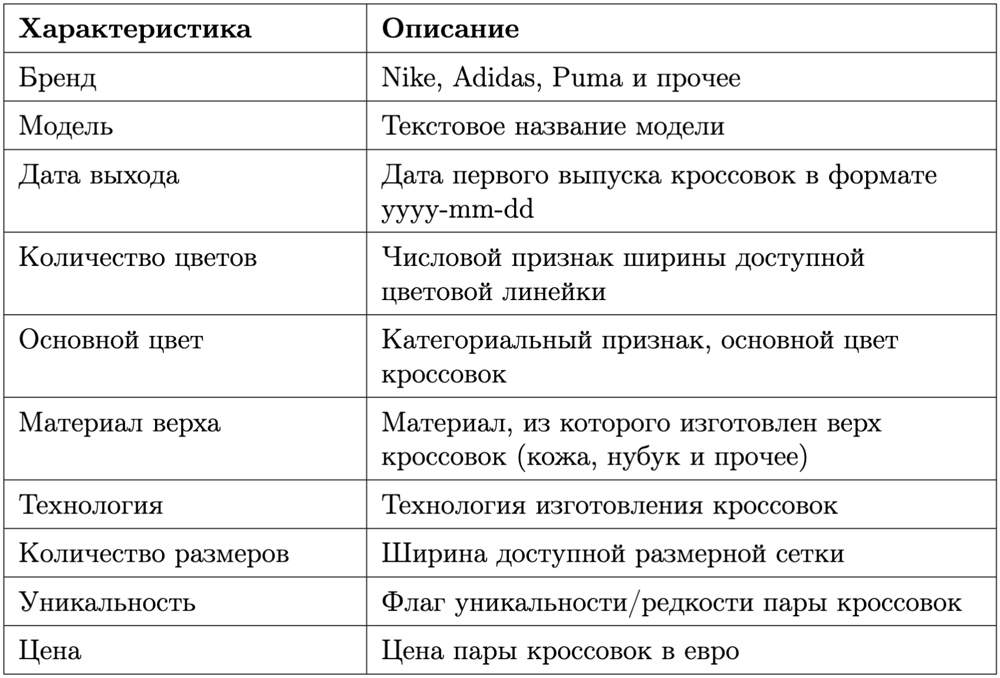 Характеристика Описание
Бренд Nike, Adidas, Puma и прочее
Модель Текстовое название модели
Дата выхода Дата первого выпуска кроссовок в формате
yyyy-mm-dd
Количество цветов Числовой признак ширины доступной
цветовой линейки
Основной цвет Категориальный признак, основной цвет
кроссовок
Материал верха Материал, из которого изготовлен верх
кроссовок (кожа, нубук и прочее)
Технология Технология изготовления кроссовок
Количество размеров Ширина доступной размерной сетки
Уникальность Флаг уникальности/редкости пары кроссовок
Цена Цена пары кроссовок в евро